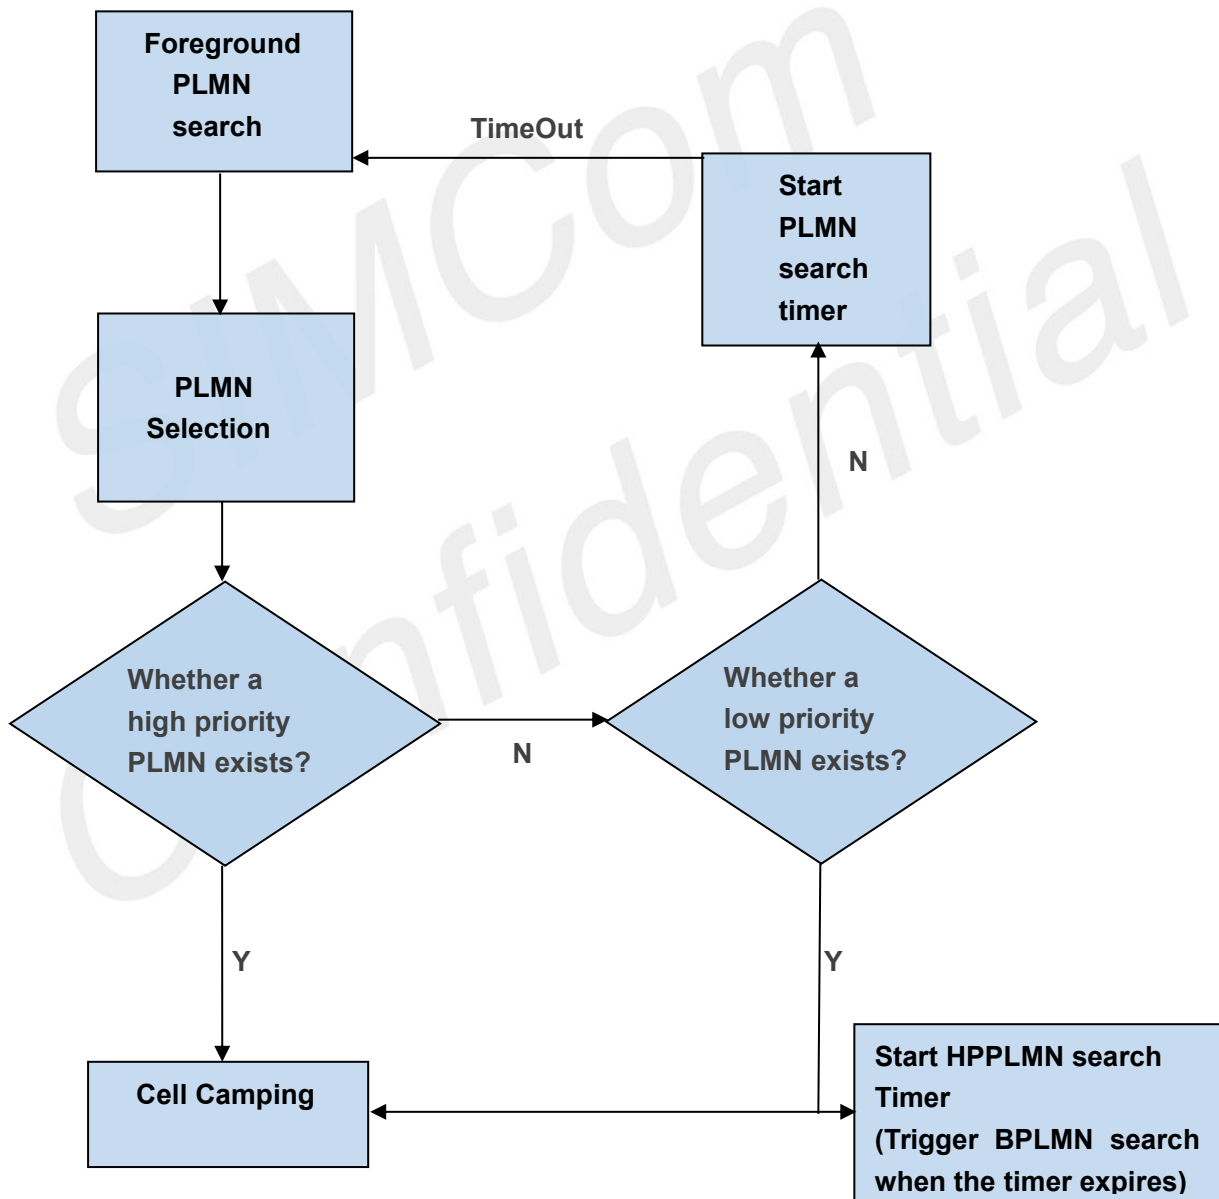 Foreground
PLMN
search
TimeOut
Start
PLMN
search
timer
PLMN
Selection
N
Whether a
high priority
PLMN exists?
N
Whether a
low priority
PLMN exists?
Y
Y
Cell Camping
Start HPPLMN search
Timer
(Trigger BPLMN search
when the timer expires)
SIMCom
Confidential